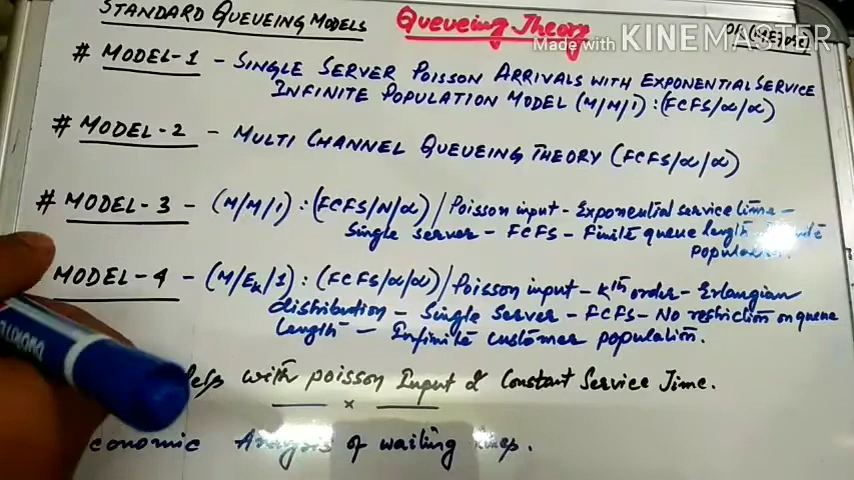 STANDARD QUEUEING MODELS
Queueing Theory
Made with KINEMASTER
# MODEL-1 - SINGLE SERVER POISSON ARRIVALS WITH EXPONENTIAL SERVICE
INFINITE POPULATION MODEL (M/M/1) : (FCFS/∝/∝)
# MODEL-2 - MULTI CHANNEL QUEUEING THEORY (FCFS/∝/∝)
# MODEL-3 - (M/M/1) : (FCFS/N/∝) / Poisson input - Exponential service time -
Single server - FCFS - Finite queue length -
population.
MODEL-4 - (M/Ek/1) : (FCFS/∝/∝) / Poisson input - kth order - Erlangian
distribution - Single Server - FCFS - No restriction on queue
length - Infinite customer population.
with poisson Input & Constant Service Time.
x
conomic Analysis of waiting